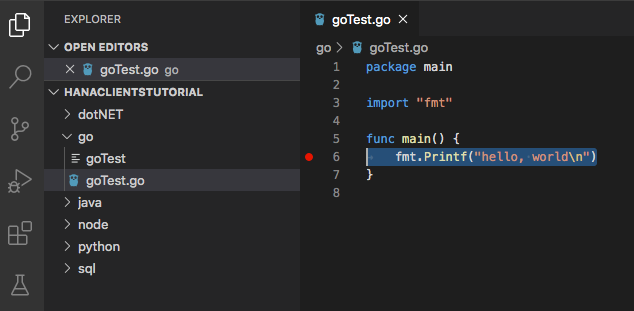 EXPLORER
OPEN EDITORS
goTest.go go
HANACLIENTSTUTORIAL
dotNET
go
goTest
goTest.go
java
node
python
sql
goTest.go
go > goTest.go
1 package main
2
3 import "fmt"
4
5 func main() {
6 fmt.Printf("hello, world\n")
7 }
8